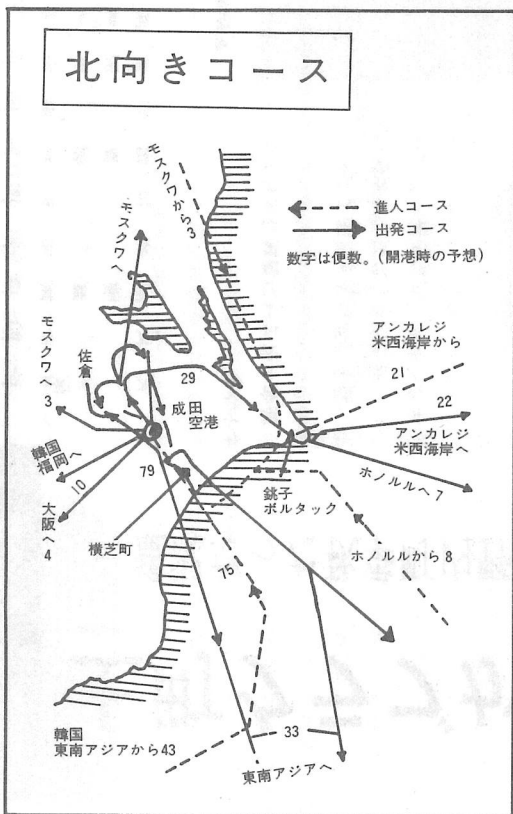 北向きコース
モスクワから3
モスクワへ
進人コース
出発コース
数字は便数。(開港時の予想)
アンカレジ
米西海岸から
21
22
アンカレジ
米西海岸へ
ホノルルへ7
モスクワへ
3
佐倉
29
成田
空港
79
韓国
福岡へ
10
大阪へ
4
横芝町
銚子
ボルタック
75
ホノルルから8
韓国
東南アジアから43
33
東南アジアへ